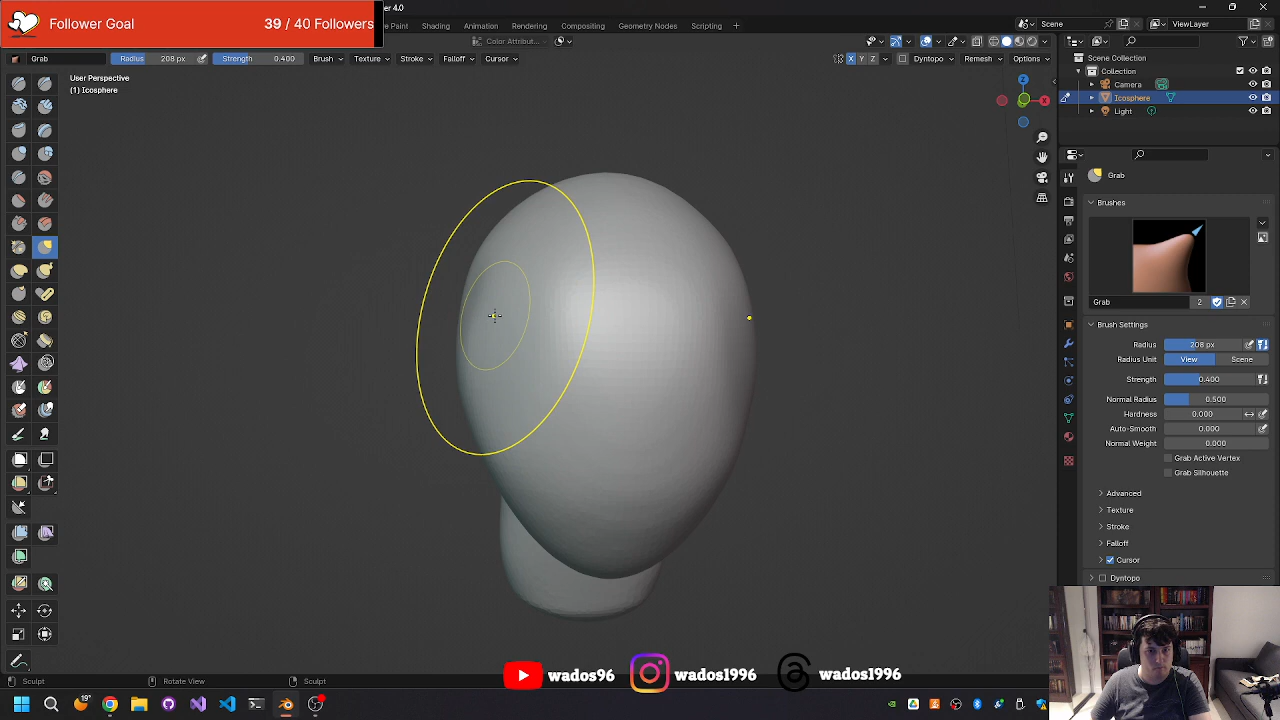 Follower Goal 39 / 40 Followers
4.0
e Paint Shading Animation Rendering Compositing Geometry Nodes Scripting +
Scene
ViewLayer
Color Attribut...
Grab
Radius 208 px
Strength 0.400
Brush
Texture
Stroke
Falloff
Cursor
X Y Z
Dyntopo
Remesh
Options
User Perspective
(1) Icosphere
Z
X
Scene Collection
Collection
Camera
Icosphere
Light
Grab
Brushes
Grab 2
Brush Settings
Radius 208 px
Radius Unit View Scene
Strength 0.400
Normal Radius 0.500
Hardness 0.000
Auto-Smooth 0.000
Normal Weight 0.000
Grab Active Vertex
Grab Silhouette
Advanced
Texture
Stroke
Falloff
Cursor
Dyntopo
wados96 wados1996 wados1996
Sculpt Rotate View Sculpt
19°